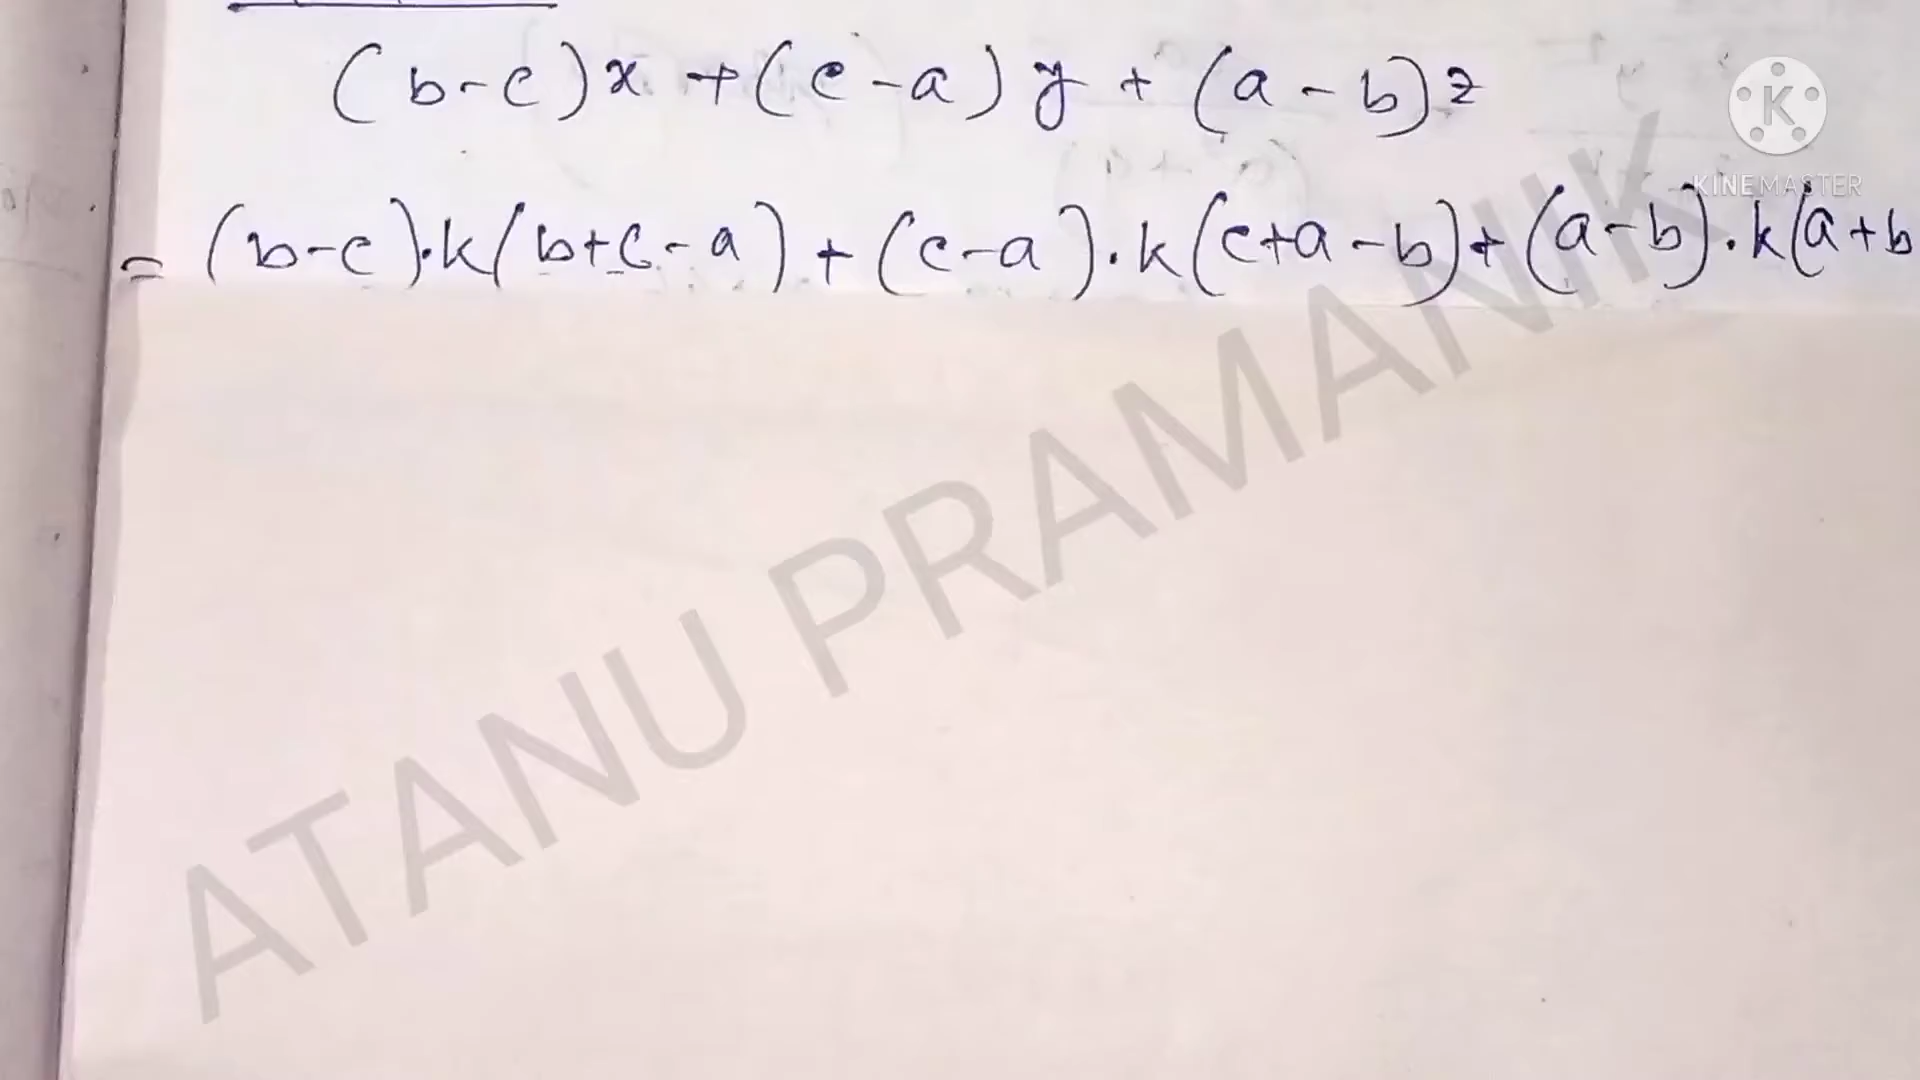 (b-c)x+(c-a)y+(a-b)z
K
KINEMASTER
=(b-c).k(b+c-a)+(c-a).k(c+a-b)+(a-b).k(a+b
ATANU PRAMANIK